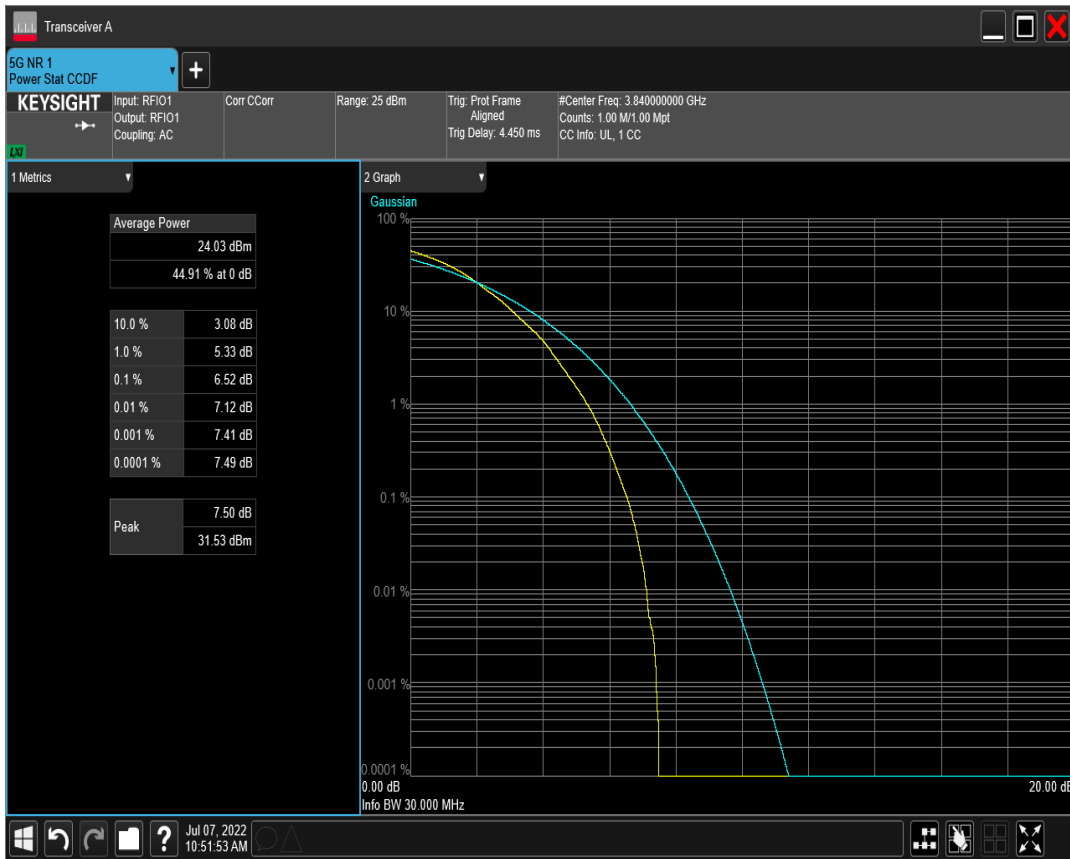 Transceiver A
5G NR 1
Power Stat CCDF
+
KEYSIGHT
LXI
Input: RFIO1
Output: RFIO1
Coupling: AC
Corr CCorr
Range: 25 dBm
Trig: Prot Frame
Aligned
Trig Delay: 4.450 ms
#Center Freq: 3.840000000 GHz
Counts: 1.00 M/1.00 Mpt
CC Info: UL, 1 CC
1 Metrics
Average Power
24.03 dBm
44.91 % at 0 dB
10.0 % 3.08 dB
1.0 % 5.33 dB
0.1 % 6.52 dB
0.01 % 7.12 dB
0.001 % 7.41 dB
0.0001 % 7.49 dB
Peak
7.50 dB
31.53 dBm
2 Graph
Gaussian
100 %
10 %
1 %
0.1 %
0.01 %
0.001 %
0.0001 %
0.00 dB
20.00 dB
Info BW 30.000 MHz
?
Jul 07, 2022
10:51:53 AM